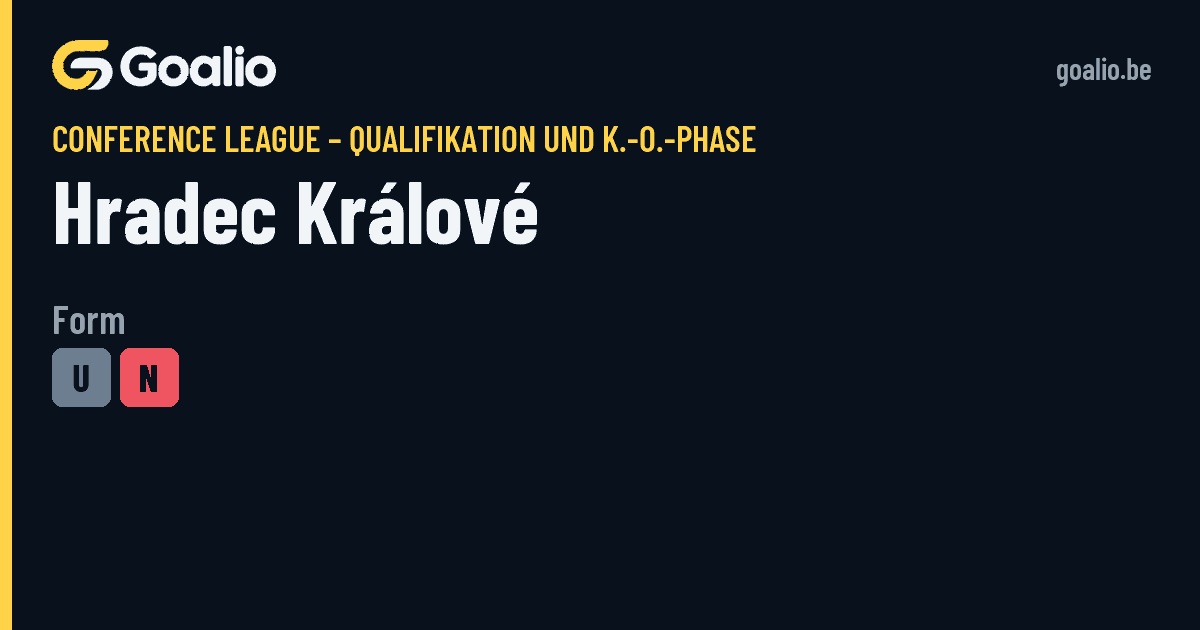 Goalio
goalio.be
CONFERENCE LEAGUE – QUALIFIKATION UND K.-O.-PHASE
Hradec Králové
Form
U N